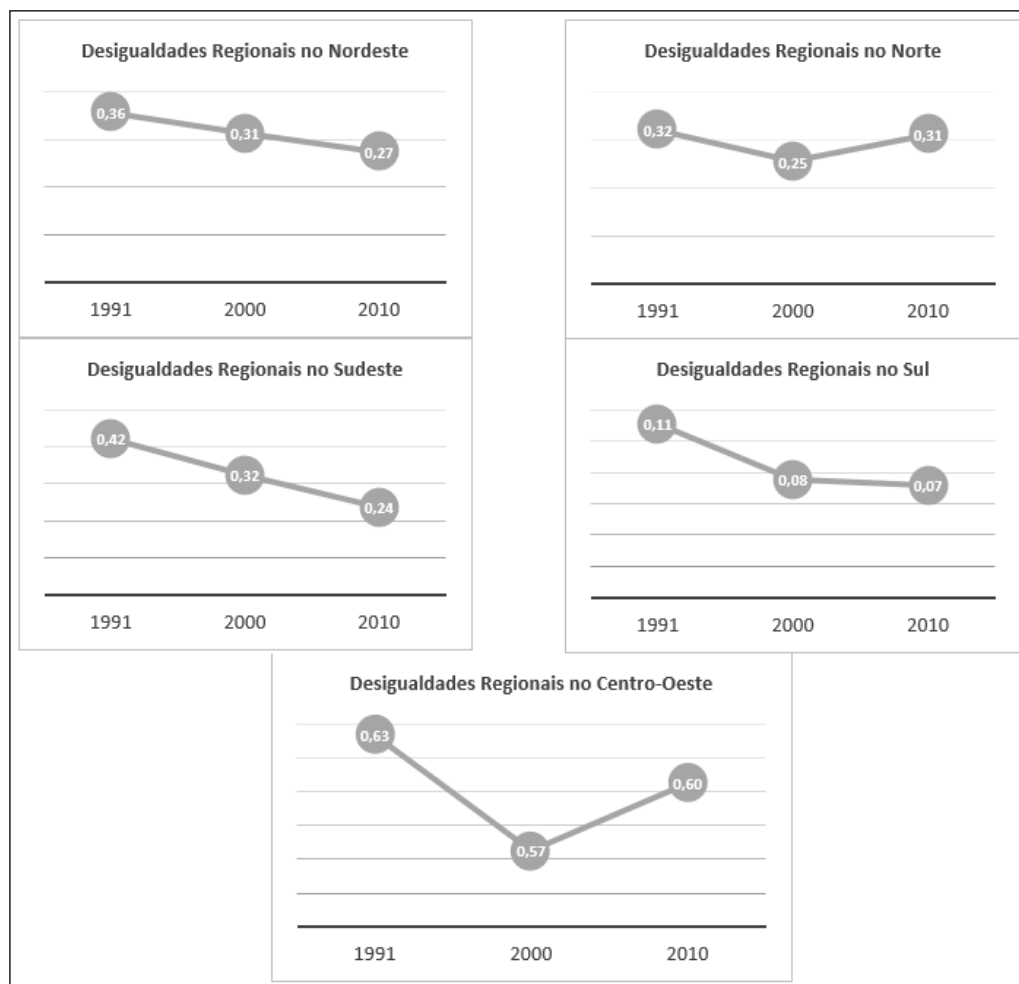 Desigualdades Regionais no Nordeste
0,36
0,31
0,27
1991 2000 2010
Desigualdades Regionais no Norte
0,32
0,25
0,31
1991 2000 2010
Desigualdades Regionais no Sudeste
0,42
0,32
0,24
1991 2000 2010
Desigualdades Regionais no Sul
0,11
0,08
0,07
1991 2000 2010
Desigualdades Regionais no Centro-Oeste
0,63
0,57
0,60
1991 2000 2010